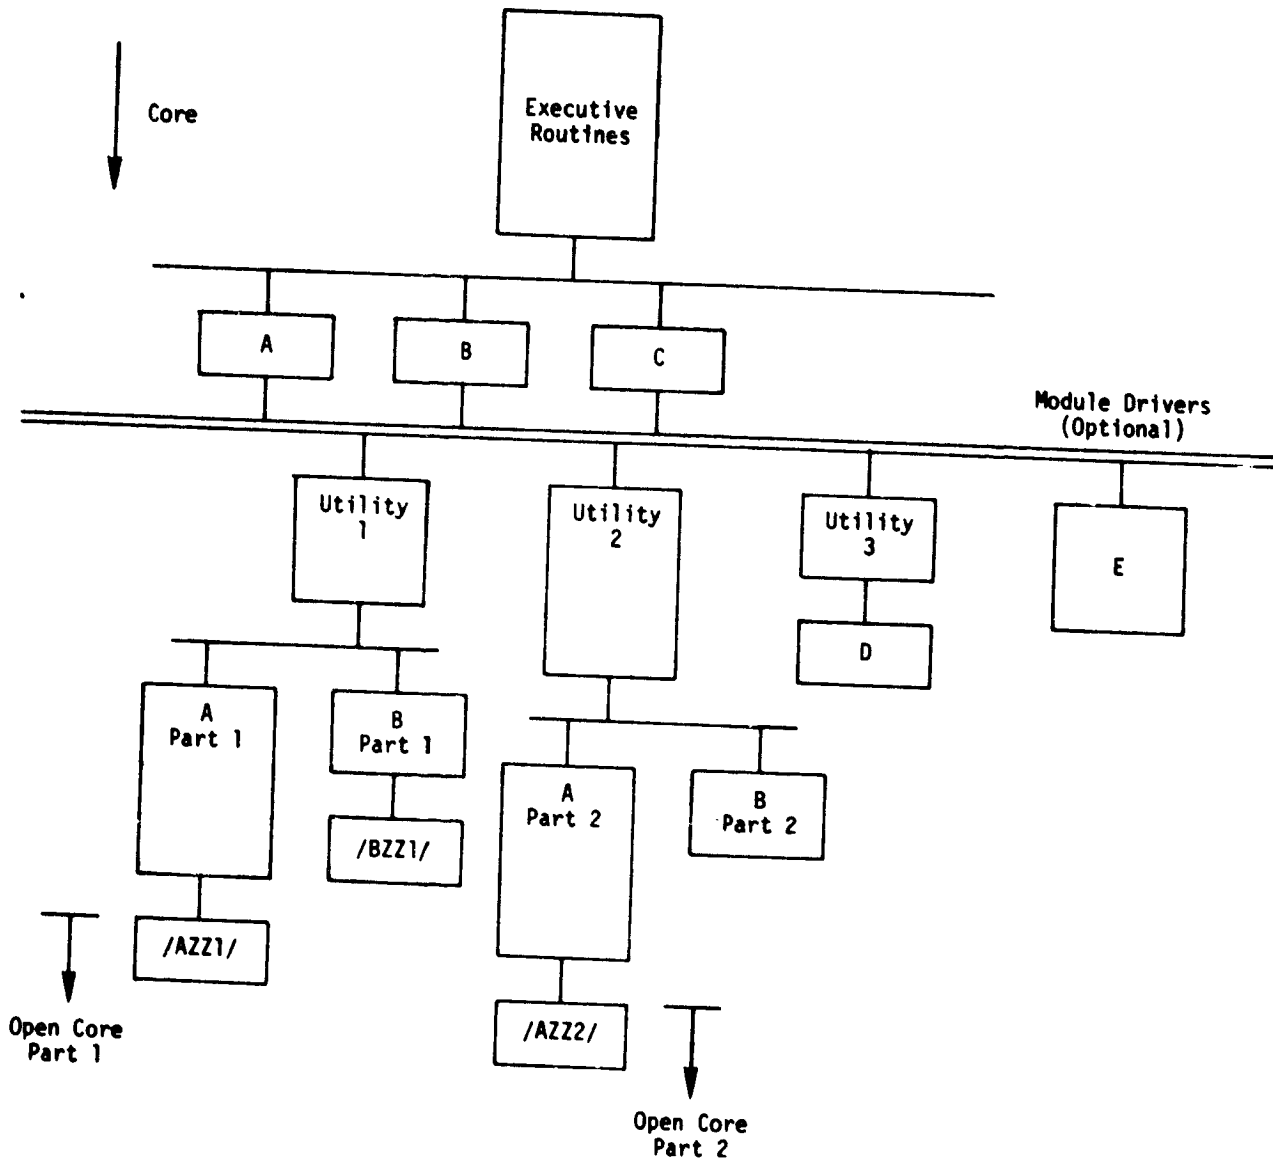 Core
Executive
Routines
A
B
C
Module Drivers
(Optional)
Utility
1
Utility
2
Utility
3
E
D
A
Part 1
B
Part 1
A
Part 2
B
Part 2
/BZZ1/
/AZZ1/
/AZZ2/
Open Core
Part 1
Open Core
Part 2